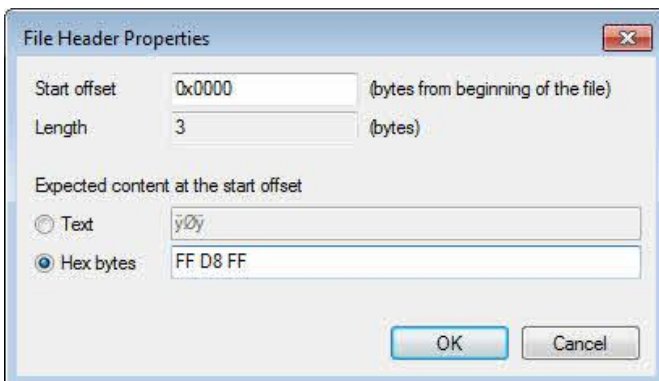 File Header Properties
Start offset 0x0000 (bytes from beginning of the file)
Length 3 (bytes)
Expected content at the start offset
Text ÿØÿ
Hex bytes FF D8 FF
OK Cancel